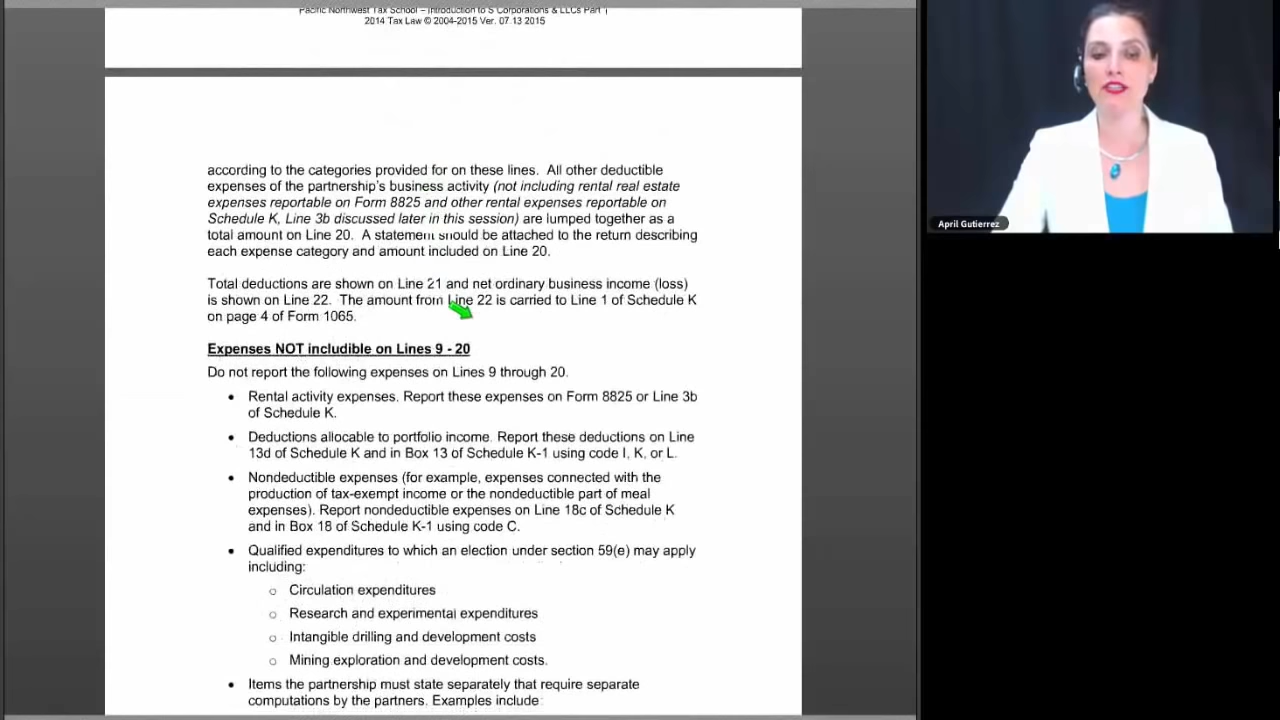 Pacific Northwest Tax School – Introduction to S Corporations & LLCs Part 1
2014 Tax Law © 2004-2015 Ver. 07.13 2015
according to the categories provided for on these lines. All other deductible
expenses of the partnership's business activity (not including rental real estate
expenses reportable on Form 8825 and other rental expenses reportable on
Schedule K, Line 3b discussed later in this session) are lumped together as a
total amount on Line 20. A statement should be attached to the return describing
each expense category and amount included on Line 20.
Total deductions are shown on Line 21 and net ordinary business income (loss)
is shown on Line 22. The amount from Line 22 is carried to Line 1 of Schedule K
on page 4 of Form 1065.
Expenses NOT includible on Lines 9 - 20
Do not report the following expenses on Lines 9 through 20.
• Rental activity expenses. Report these expenses on Form 8825 or Line 3b
of Schedule K.
• Deductions allocable to portfolio income. Report these deductions on Line
13d of Schedule K and in Box 13 of Schedule K-1 using code I, K, or L.
• Nondeductible expenses (for example, expenses connected with the
production of tax-exempt income or the nondeductible part of meal
expenses). Report nondeductible expenses on Line 18c of Schedule K
and in Box 18 of Schedule K-1 using code C.
• Qualified expenditures to which an election under section 59(e) may apply
including:
o Circulation expenditures
o Research and experimental expenditures
o Intangible drilling and development costs
o Mining exploration and development costs.
• Items the partnership must state separately that require separate
computations by the partners. Examples include
April Gutierrez